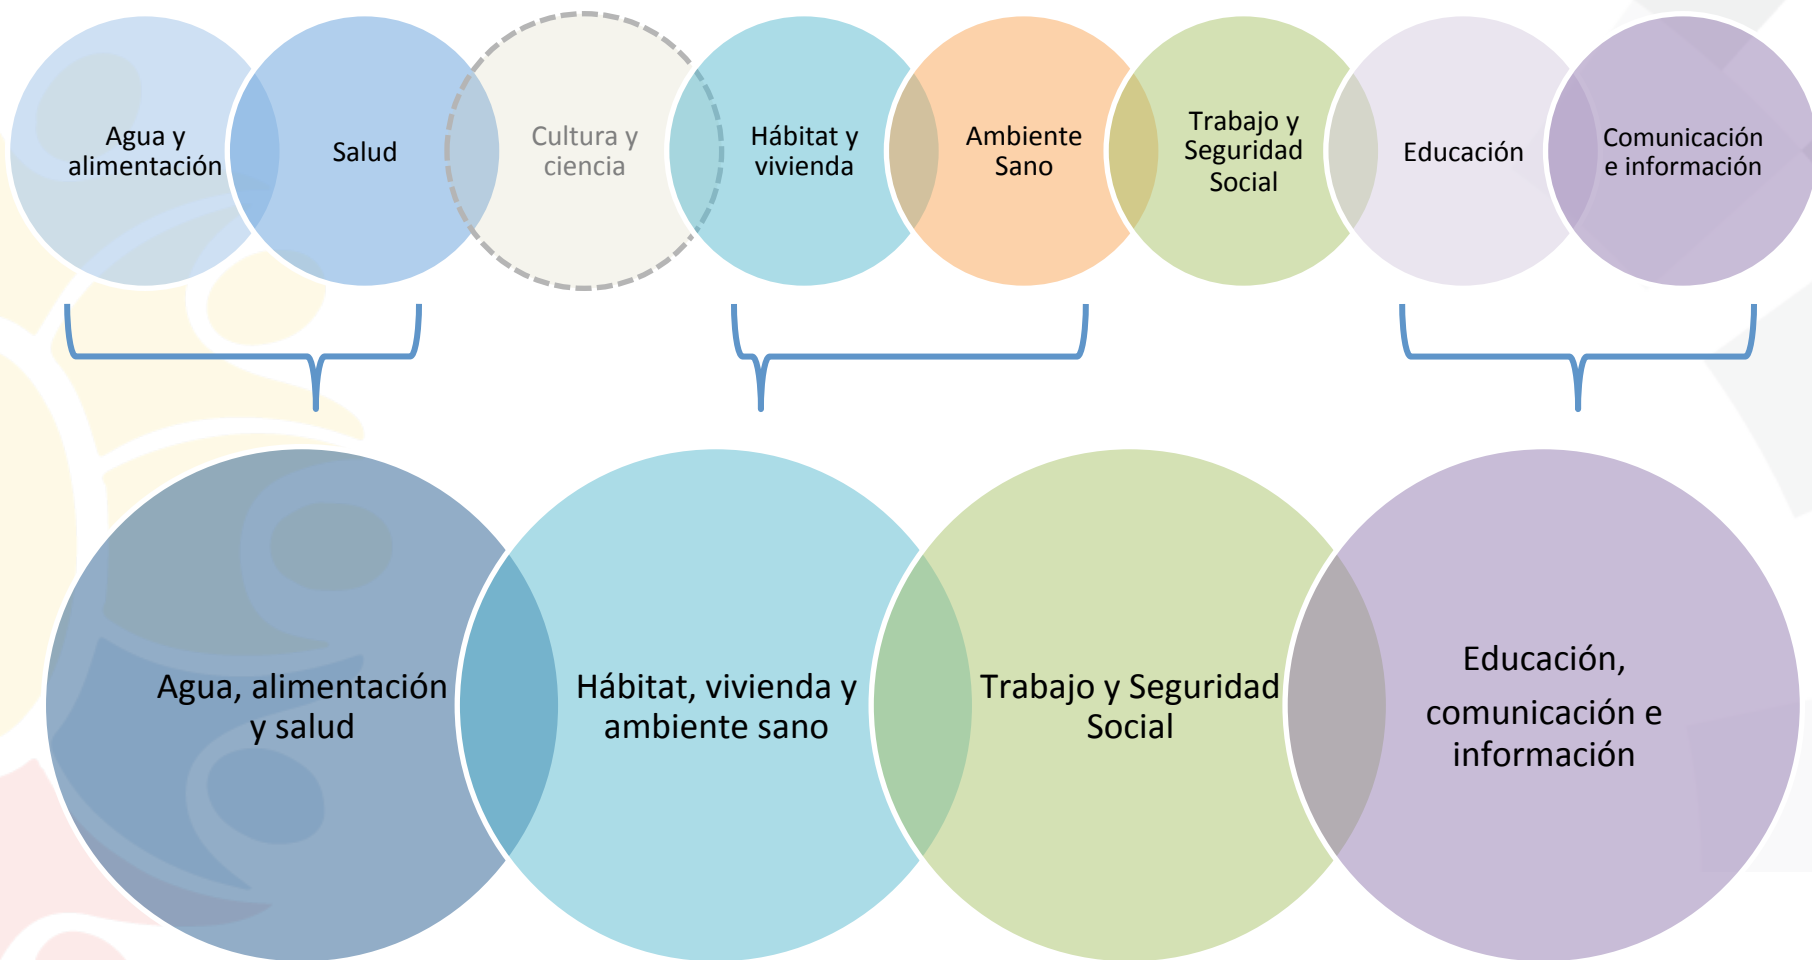 Agua y
alimentación
Salud
Cultura y
ciencia
Hábitat y
vivienda
Ambiente
Sano
Trabajo y
Seguridad
Social
Educación
Comunicación
e información
Agua, alimentación
y salud
Hábitat, vivienda y
ambiente sano
Trabajo y Seguridad
Social
Educación,
comunicación e
información